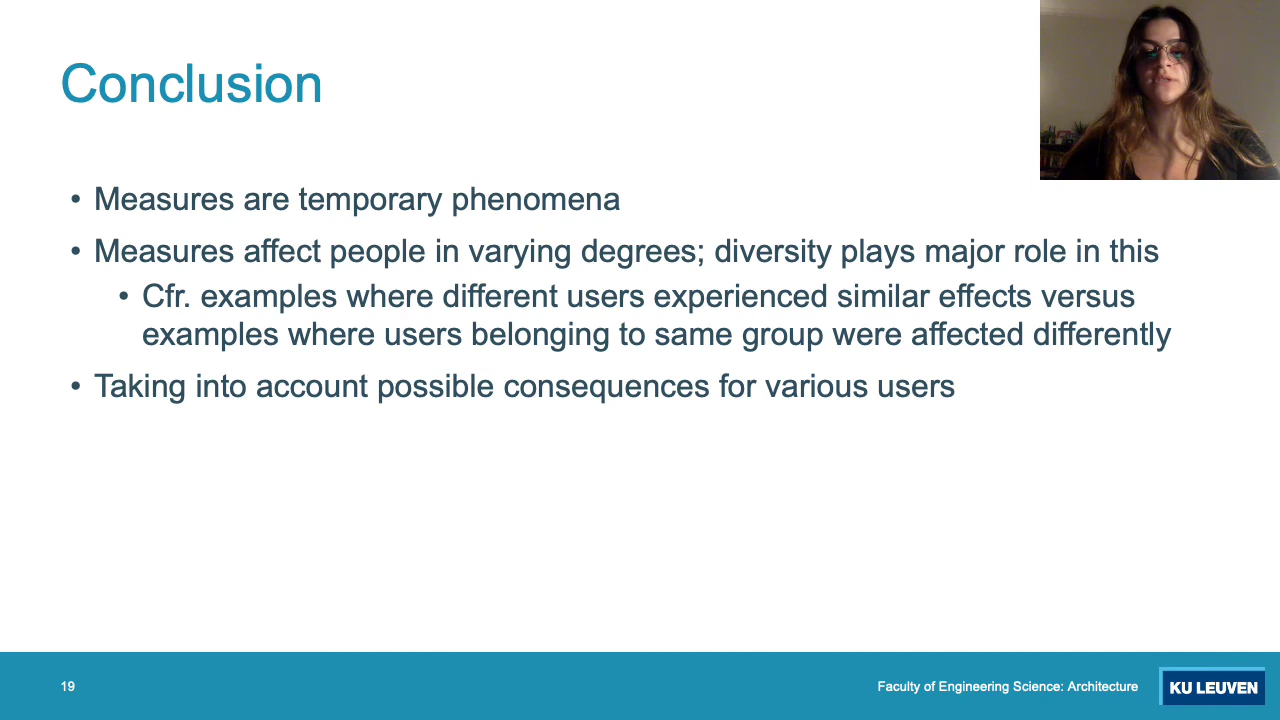 Conclusion
• Measures are temporary phenomena
• Measures affect people in varying degrees; diversity plays major role in this
• Cfr. examples where different users experienced similar effects versus
examples where users belonging to same group were affected differently
• Taking into account possible consequences for various users
19
Faculty of Engineering Science: Architecture
KU LEUVEN